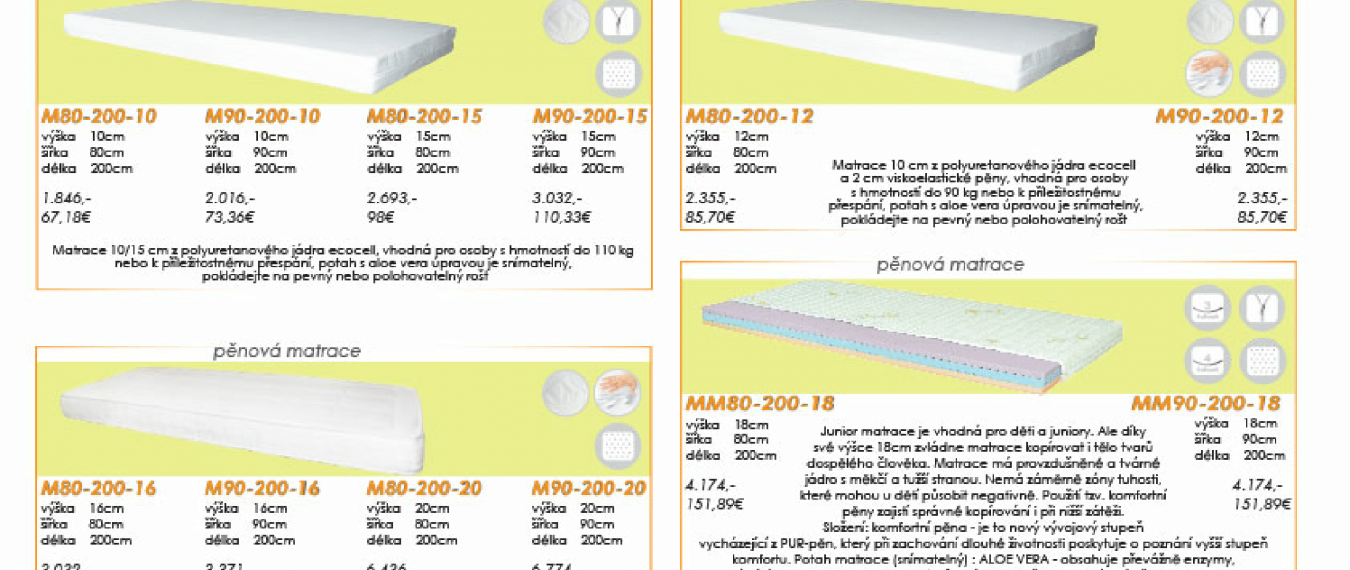 M80-200-10 M90-200-10 M80-200-15 M90-200-15
výška 10cm výška 10cm výška 15cm výška 15cm
šířka 80cm šířka 90cm šířka 80cm šířka 90cm
délka 200cm délka 200cm délka 200cm délka 200cm
1.846,- 2.016,- 2.693,- 3.032,-
67,18€ 73,36€ 98€ 110,33€
Matrace 10/15 cm z polyuretanového jádra ecocell, vhodná pro osoby s hmotností do 110 kg
nebo k příležitostnému přespání, potah s aloe vera úpravou je snímatelný,
pokládejte na pevný nebo polohovatelný rošt
M80-200-12 M90-200-12
výška 12cm výška 12cm
šířka 80cm šířka 90cm
délka 200cm délka 200cm
2.355,- 2.355,-
85,70€ 85,70€
Matrace 10 cm z polyuretanového jádra ecocell
a 2 cm viskoelastické pěny, vhodná pro osoby
s hmotností do 90 kg nebo k příležitostnému
přespání, potah s aloe vera úpravou je snímatelný,
pokládejte na pevný nebo polohovatelný rošt
pěnová matrace
M80-200-16 M90-200-16 M80-200-20 M90-200-20
výška 16cm výška 16cm výška 20cm výška 20cm
šířka 80cm šířka 90cm šířka 80cm šířka 90cm
délka 200cm délka 200cm délka 200cm délka 200cm
pěnová matrace
3
4
MM80-200-18 MM90-200-18
výška 18cm výška 18cm
šířka 80cm šířka 90cm
délka 200cm délka 200cm
4.174,- 4.174,-
151,89€ 151,89€
Junior matrace je vhodná pro děti a juniory. Ale díky
své výšce 18cm zvládne matrace kopírovat i tělo tvarů
dospělého člověka. Matrace má provzdušněné a tvárné
jádro s měkčí a tužší stranou. Nemá záměrně zóny tuhosti,
které mohou u dětí působit negativně. Použití tzv. komfortní
pěny zajistí správné kopírování i při nižší zátěži.
Složení: komfortní pěna - je to nový vývojový stupeň
vycházející z PUR-pěn, který při zachování dlouhé životnosti poskytuje o poznání vyšší stupeň
komfortu. Potah matrace (snímatelný) : ALOE VERA - obsahuje převážně enzymy,